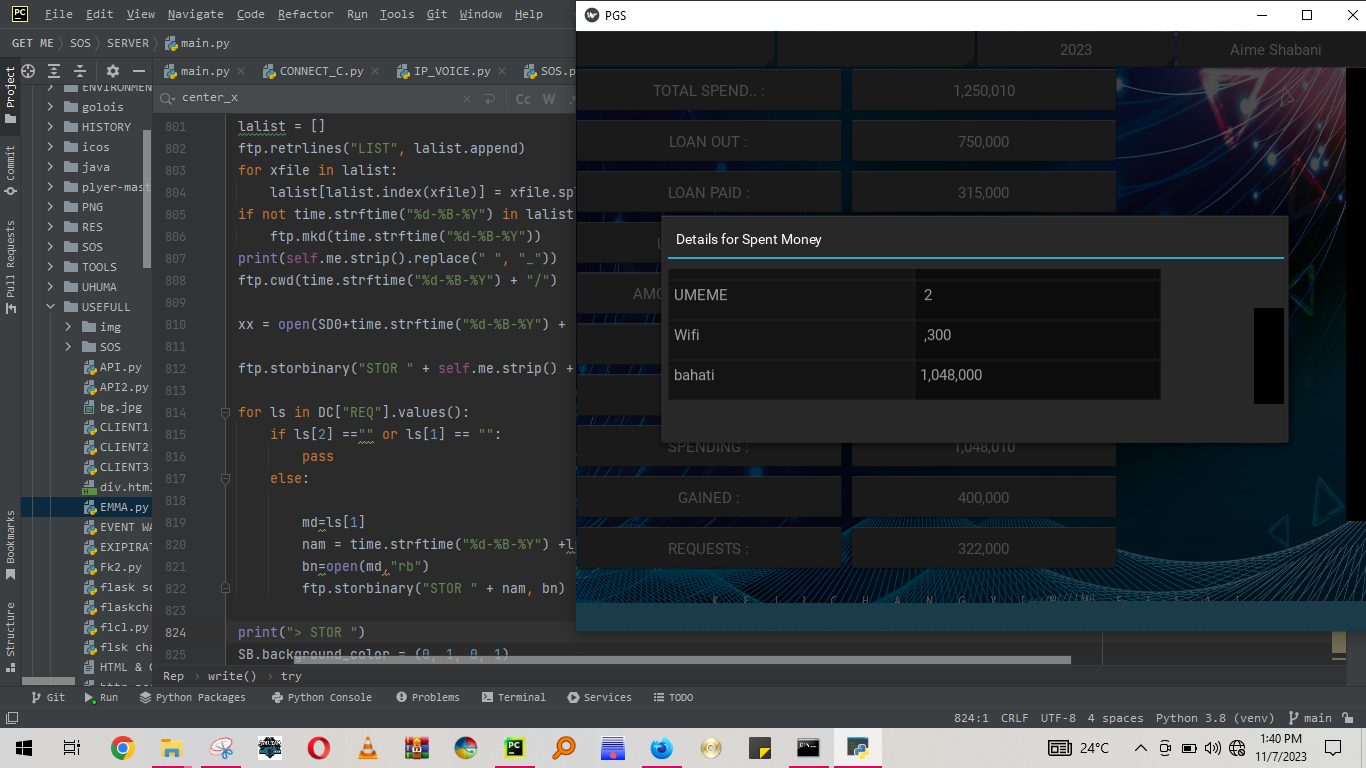 File Edit View Navigate Code Refactor Run Tools Git Window Help
PGS
GET ME SOS SERVER main.py
2023 Aime Shabani
main.py CONNECT_C.py IP_VOICE.py SOS.p
center_x
Cc W
Project
Commit
Pull Requests
Bookmarks
Structure
ENVIRONMEN
golois
HISTORY
icos
java
plyer-mast
PNG
RES
SOS
TOOLS
UHUMA
USEFULL
img
SOS
API.py
API2.py
bg.jpg
CLIENT1.
CLIENT2.
CLIENT3.
div.html
EMMA.py
EVENT WA
EXIPIRAT
Fk2.py
flask so
flaskcha
flcl.py
flsk cha
HTML & C
801 lalist = []
802 ftp.retrlines("LIST", lalist.append)
803 for xfile in lalist:
804 lalist[lalist.index(xfile)] = xfile.sp
805 if not time.strftime("%d-%B-%Y") in lalist
806 ftp.mkd(time.strftime("%d-%B-%Y"))
807 print(self.me.strip().replace(" ", "_"))
808 ftp.cwd(time.strftime("%d-%B-%Y") + "/")
809
810 xx = open(SD0+time.strftime("%d-%B-%Y") +
811
812 ftp.storbinary("STOR " + self.me.strip() +
813
814 for ls in DC["REQ"].values():
815 if ls[2] =="" or ls[1] == "":
816 pass
817 else:
818
819 md=ls[1]
820 nam = time.strftime("%d-%B-%Y") +l
821 bn=open(md,"rb")
822 ftp.storbinary("STOR " + nam, bn)
823
824 print("> STOR ")
825 SB.background_color = (0, 1, 0, 1)
TOTAL SPEND.. : 1,250,010
LOAN OUT : 750,000
LOAN PAID : 315,000
Details for Spent Money
UMEME 2
Wifi ,300
bahati 1,048,000
SPENDING : 1,048,010
GAINED : 400,000
REQUESTS : 322,000
Rep write() try
Git Run Python Packages Python Console Problems Terminal Services TODO
824:1 CRLF UTF-8 4 spaces Python 3.8 (venv) main
24°C
1:40 PM
11/7/2023